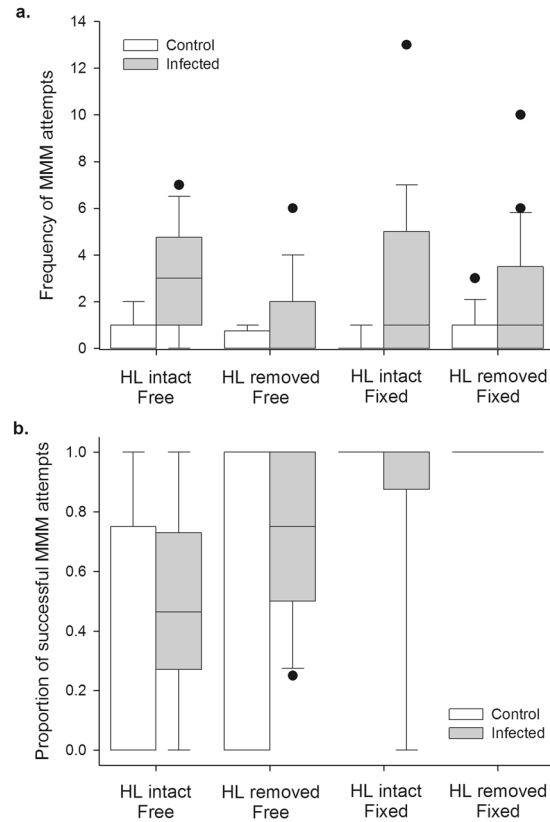 a.
14
12
10
8
6
4
2
0
Frequency of MMM attempts
Control
Infected
HL intact
Free
HL removed
Free
HL intact
Fixed
HL removed
Fixed
b.
1.0
0.8
0.6
0.4
0.2
0.0
Proportion of successful MMM attempts
Control
Infected
HL intact
Free
HL removed
Free
HL intact
Fixed
HL removed
Fixed